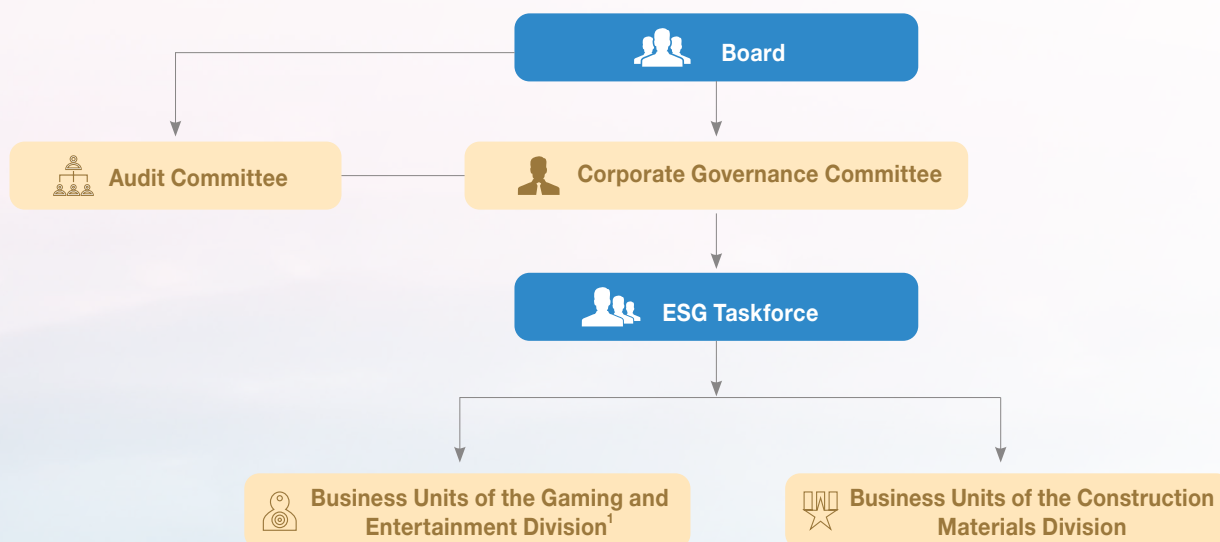 Board
Audit Committee
Corporate Governance Committee
ESG Taskforce
Business Units of the Gaming and
Entertainment Division¹
Business Units of the Construction
Materials Division